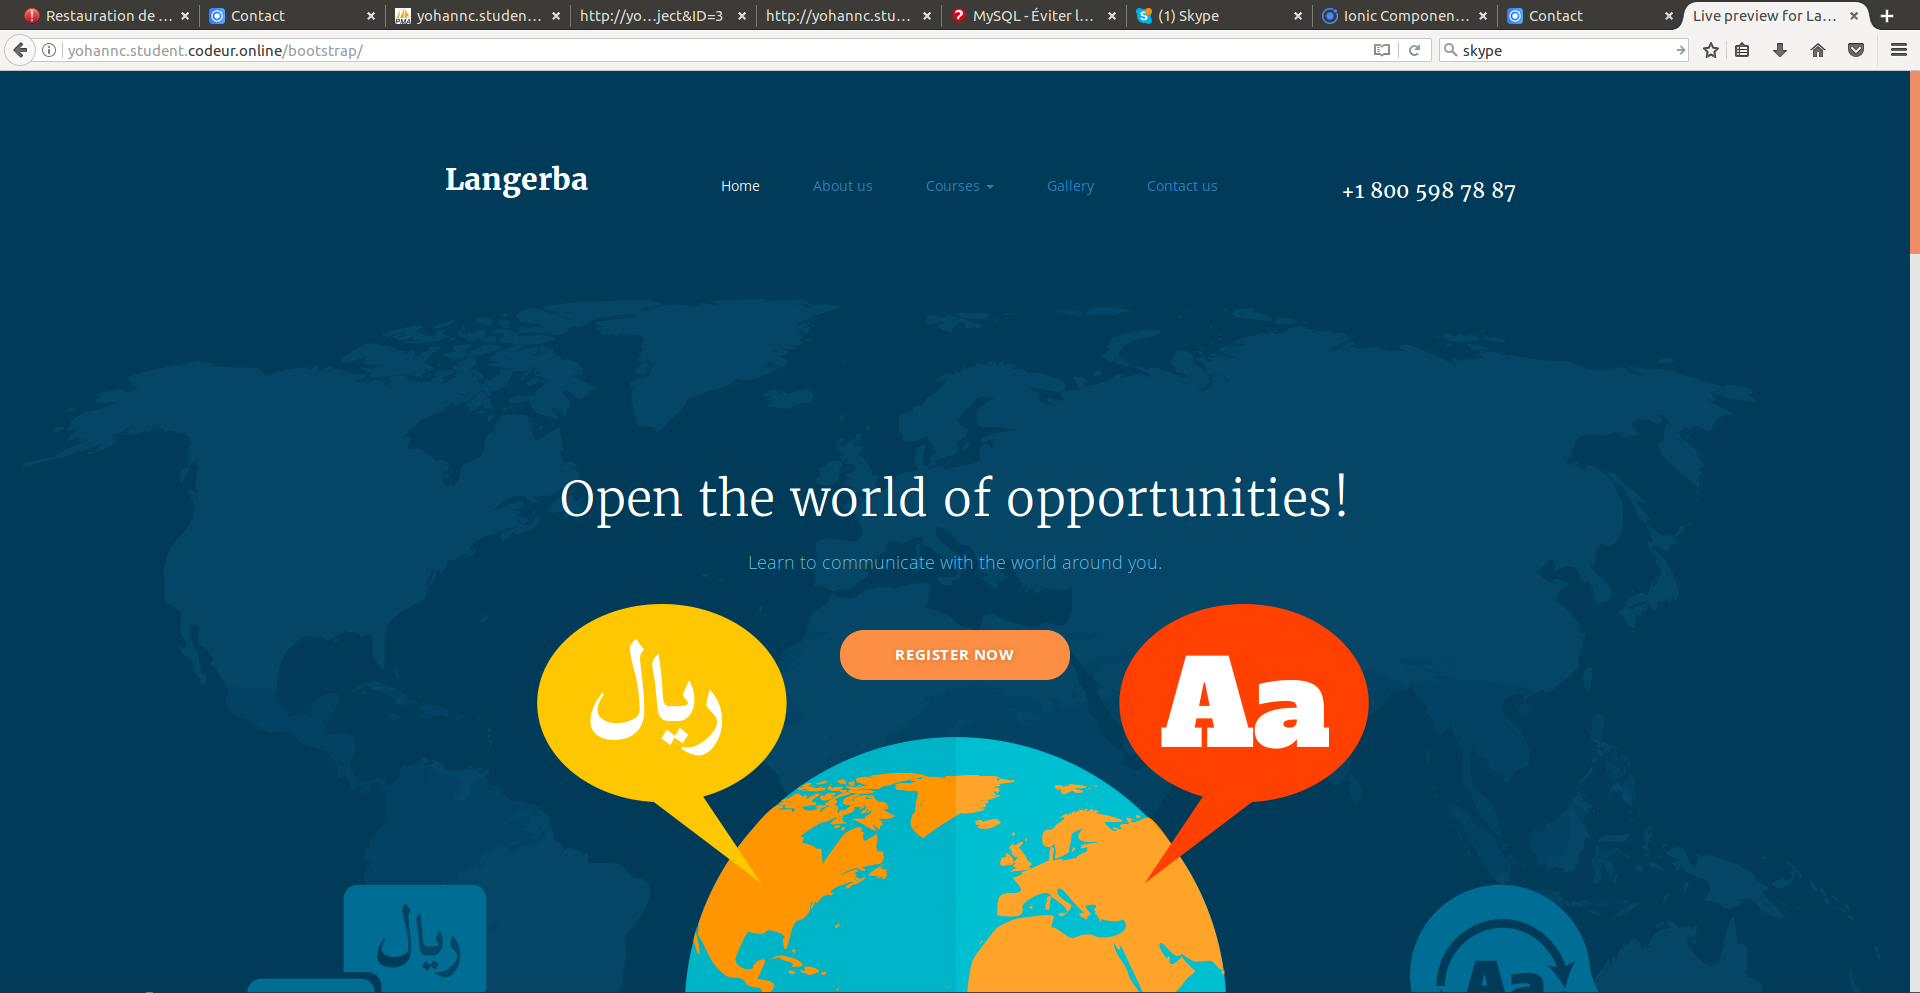 Restauration de ...
Contact
yohannc.studen...
http://yo...ject&ID=3
http://yohannc.stu...
MySQL - Éviter l...
(1) Skype
Ionic Componen...
Contact
Live preview for La...
yohannc.student.codeur.online/bootstrap/
skype
Langerba
Home
About us
Courses
Gallery
Contact us
+1 800 598 78 87
Open the world of opportunities!
Learn to communicate with the world around you.
ريال
REGISTER NOW
Aa
ريال
Aa